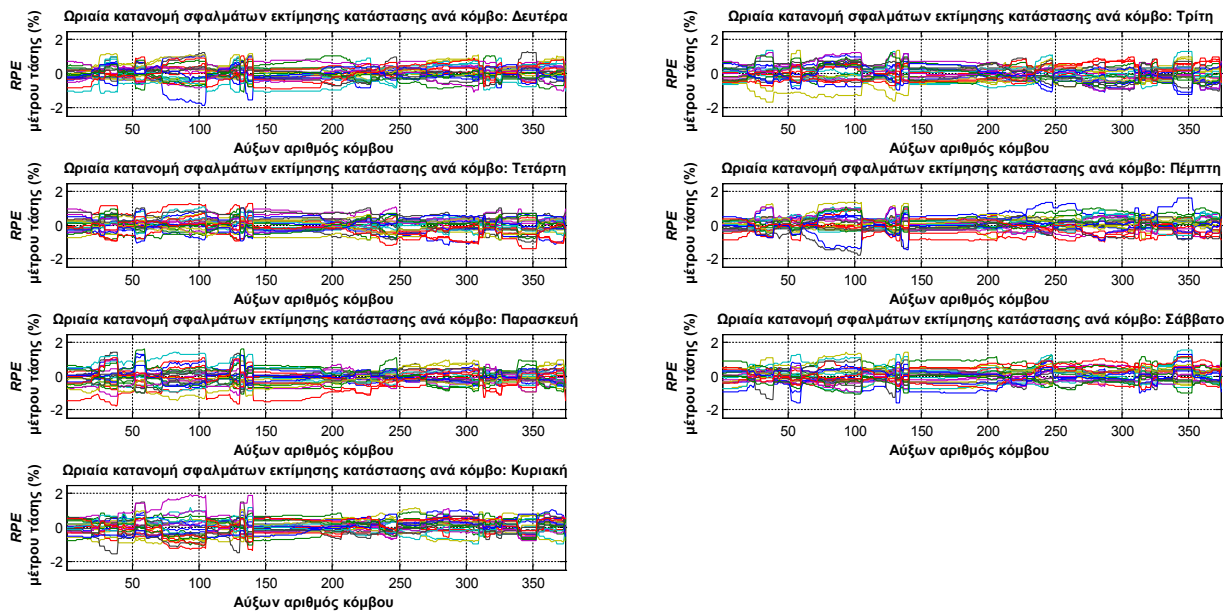 Ωριαία κατανομή σφαλμάτων εκτίμησης κατάστασης ανά κόμβο: Δευτέρα
RPE
μέτρου τάσης (%)
2
0
-2
50 100 150 200 250 300 350
Αύξων αριθμός κόμβου
Ωριαία κατανομή σφαλμάτων εκτίμησης κατάστασης ανά κόμβο: Τρίτη
RPE
μέτρου τάσης (%)
2
0
-2
50 100 150 200 250 300 350
Αύξων αριθμός κόμβου
Ωριαία κατανομή σφαλμάτων εκτίμησης κατάστασης ανά κόμβο: Τετάρτη
RPE
μέτρου τάσης (%)
2
0
-2
50 100 150 200 250 300 350
Αύξων αριθμός κόμβου
Ωριαία κατανομή σφαλμάτων εκτίμησης κατάστασης ανά κόμβο: Πέμπτη
RPE
μέτρου τάσης (%)
2
0
-2
50 100 150 200 250 300 350
Αύξων αριθμός κόμβου
Ωριαία κατανομή σφαλμάτων εκτίμησης κατάστασης ανά κόμβο: Παρασκευή
RPE
μέτρου τάσης (%)
2
0
-2
50 100 150 200 250 300 350
Αύξων αριθμός κόμβου
Ωριαία κατανομή σφαλμάτων εκτίμησης κατάστασης ανά κόμβο: Σάββατο
RPE
μέτρου τάσης (%)
2
0
-2
50 100 150 200 250 300 350
Αύξων αριθμός κόμβου
Ωριαία κατανομή σφαλμάτων εκτίμησης κατάστασης ανά κόμβο: Κυριακή
RPE
μέτρου τάσης (%)
2
0
-2
50 100 150 200 250 300 350
Αύξων αριθμός κόμβου